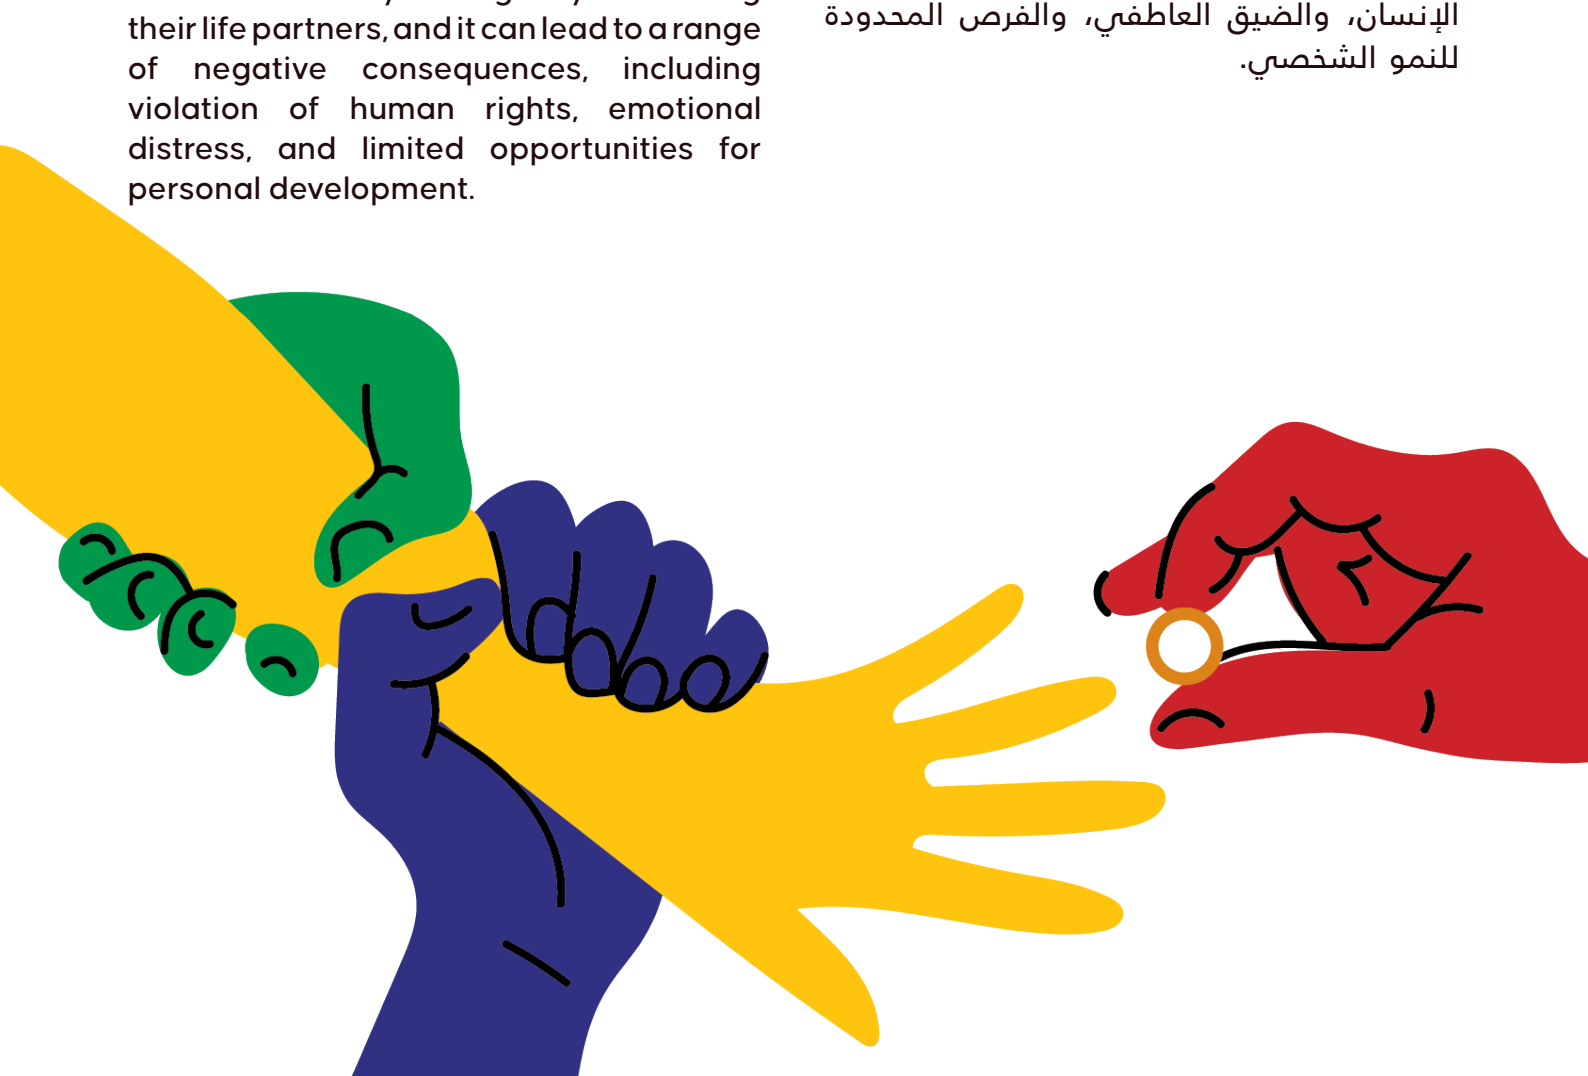 their life partners, and it can lead to a range
of negative consequences, including
violation of human rights, emotional
distress, and limited opportunities for
personal development.
الإنسان، والضيق العاطفي، والفرص المحدودة
للنمو الشخصي.